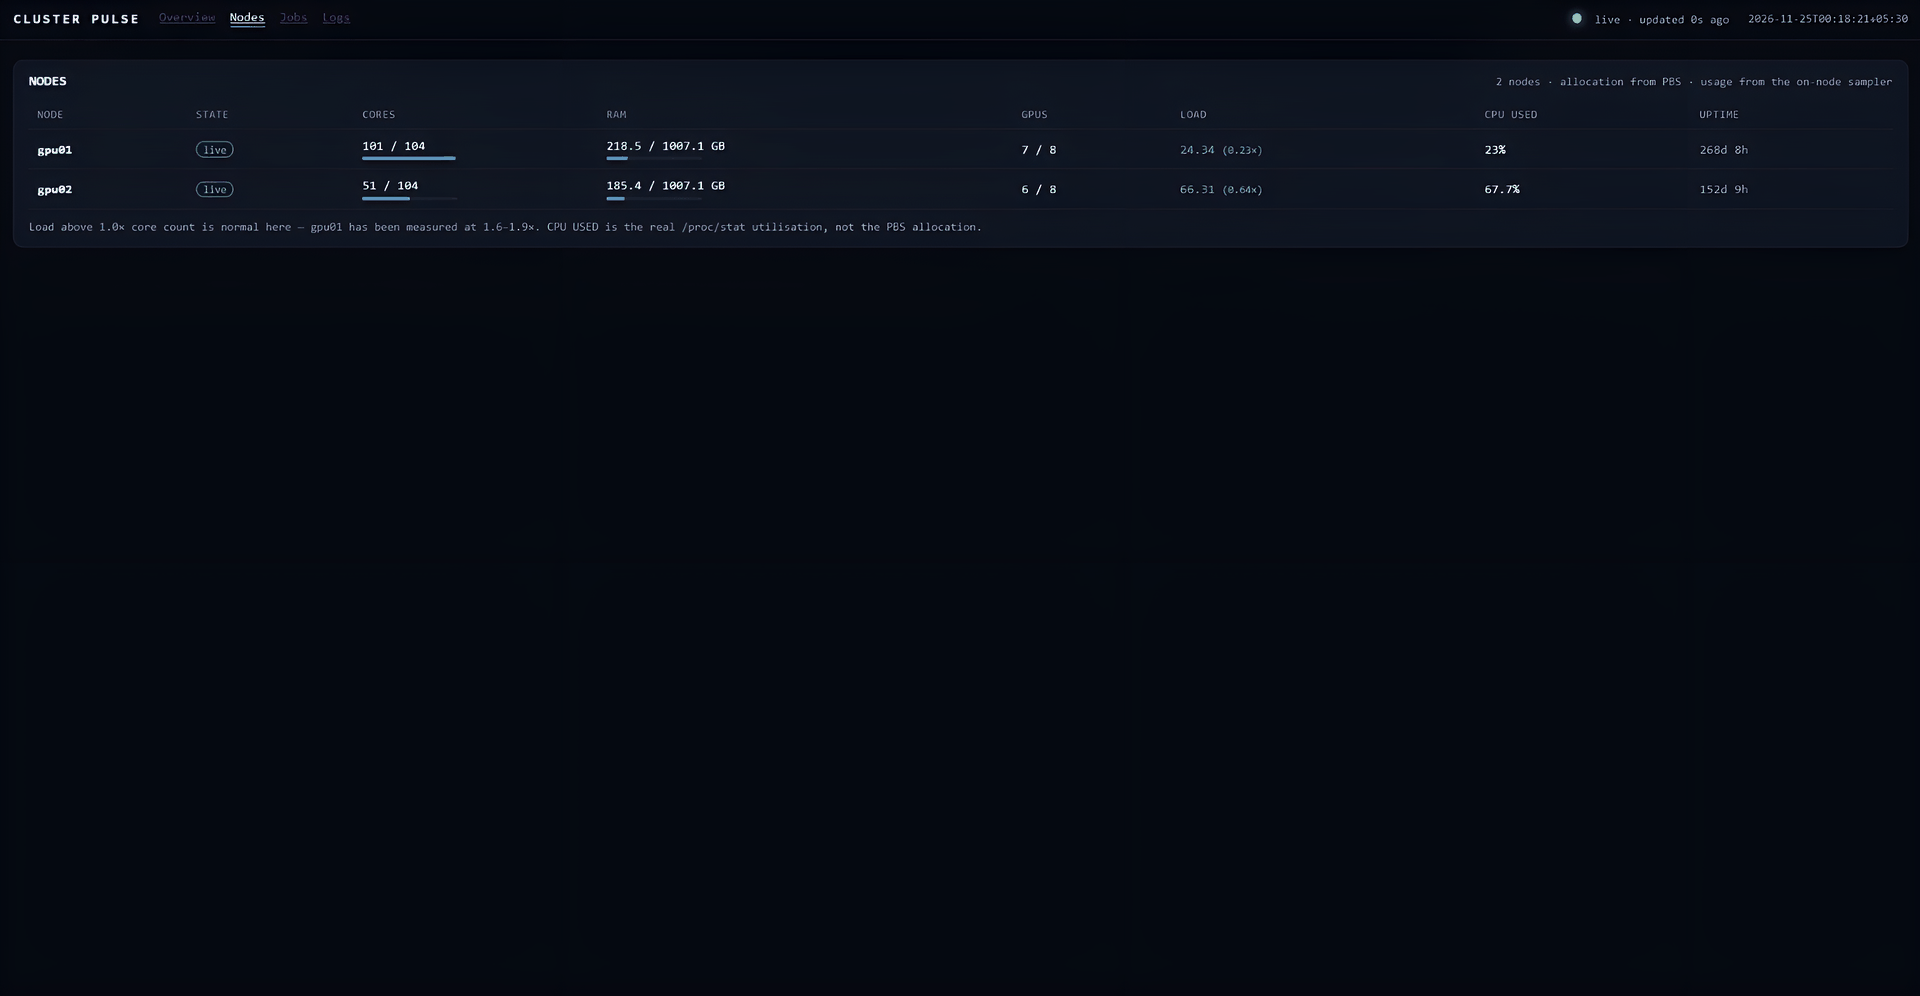 CLUSTER PULSE Overview Nodes Jobs Logs live · updated 0s ago 2026-11-25T00:18:21+05:30
NODES 2 nodes · allocation from PBS · usage from the on-node sampler
NODE STATE CORES RAM GPUS LOAD CPU USED UPTIME
gpu01 live 101 / 104 218.5 / 1007.1 GB 7 / 8 24.34 (0.23×) 23% 268d 8h
gpu02 live 51 / 104 185.4 / 1007.1 GB 6 / 8 66.31 (0.64×) 67.7% 152d 9h
Load above 1.0× core count is normal here — gpu01 has been measured at 1.6–1.9×. CPU USED is the real /proc/stat utilisation, not the PBS allocation.